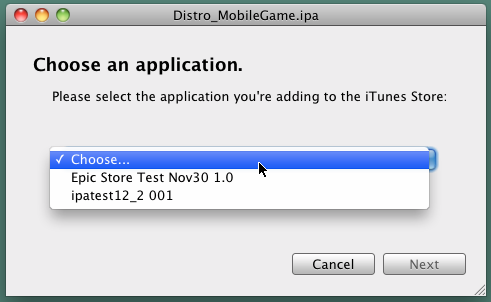 Distro_MobileGame.ipa
Choose an application.
Please select the application you're adding to the iTunes Store:
✓ Choose...
Epic Store Test Nov30 1.0
ipatest12_2 001
Cancel
Next